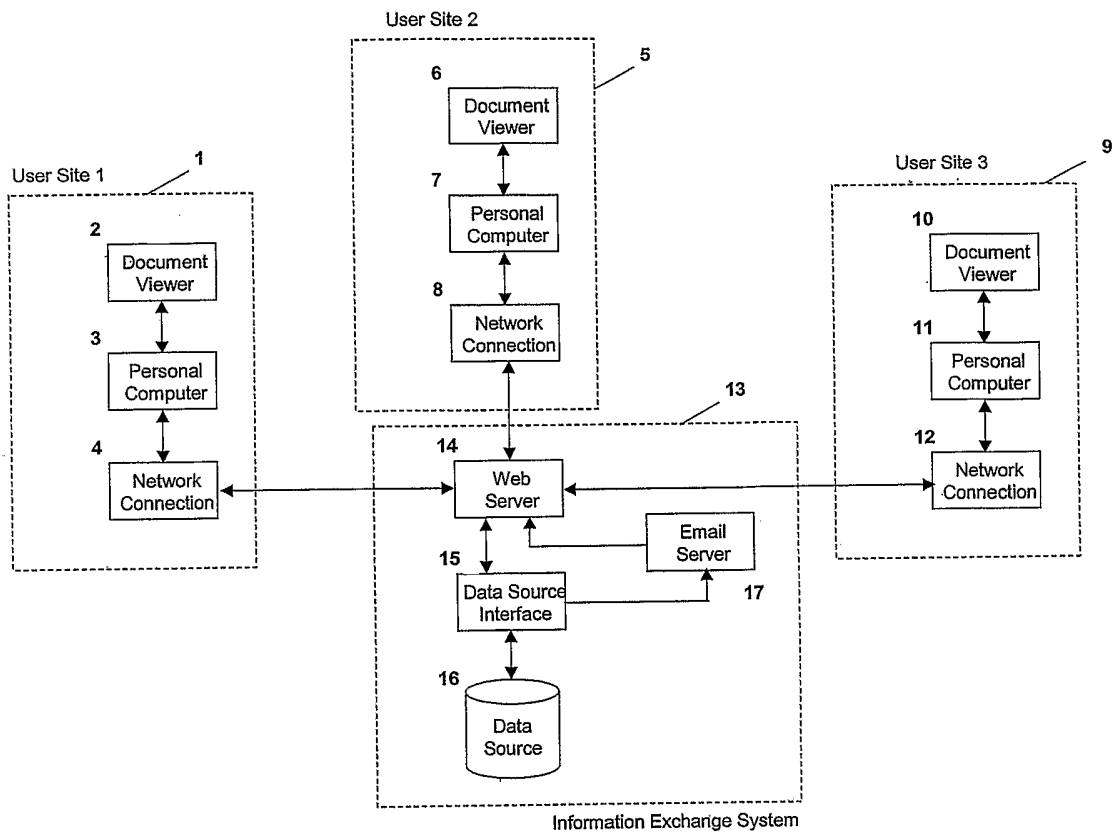 User Site 2
5
6
Document
Viewer
7
Personal
Computer
8
Network
Connection
User Site 1
1
2
Document
Viewer
3
Personal
Computer
4
Network
Connection
User Site 3
9
10
Document
Viewer
11
Personal
Computer
12
Network
Connection
13
14
Web
Server
Email
Server
17
15
Data Source
Interface
16
Data
Source
Information Exchange System